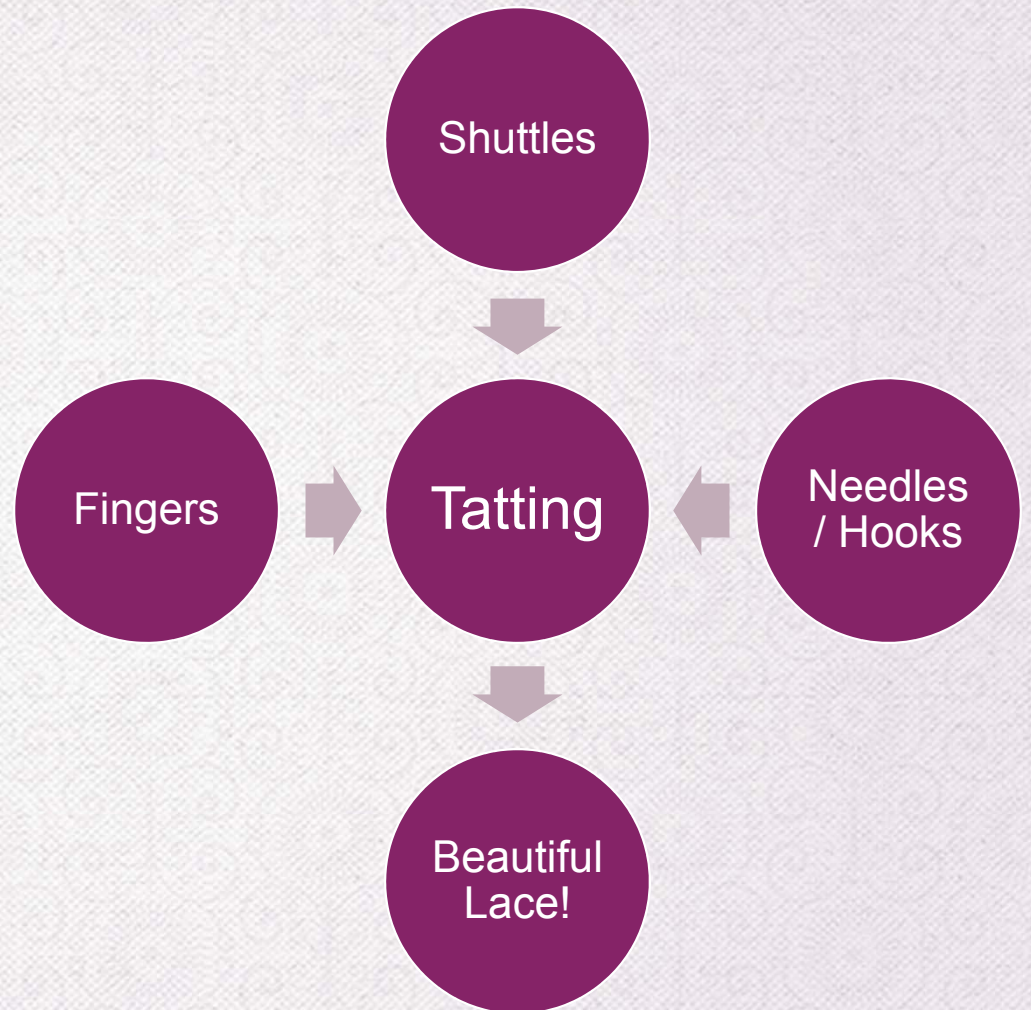 Shuttles
Fingers
Tatting
Needles
/ Hooks
Beautiful
Lace!